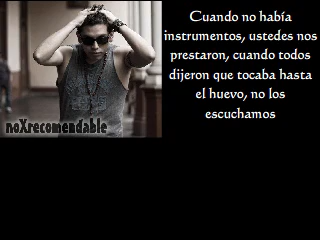 Cuando no había
instrumentos, ustedes nos
prestaron, cuando todos
dijeron que tocaba hasta
el huevo, no los
escuchamos
noXrecomendable